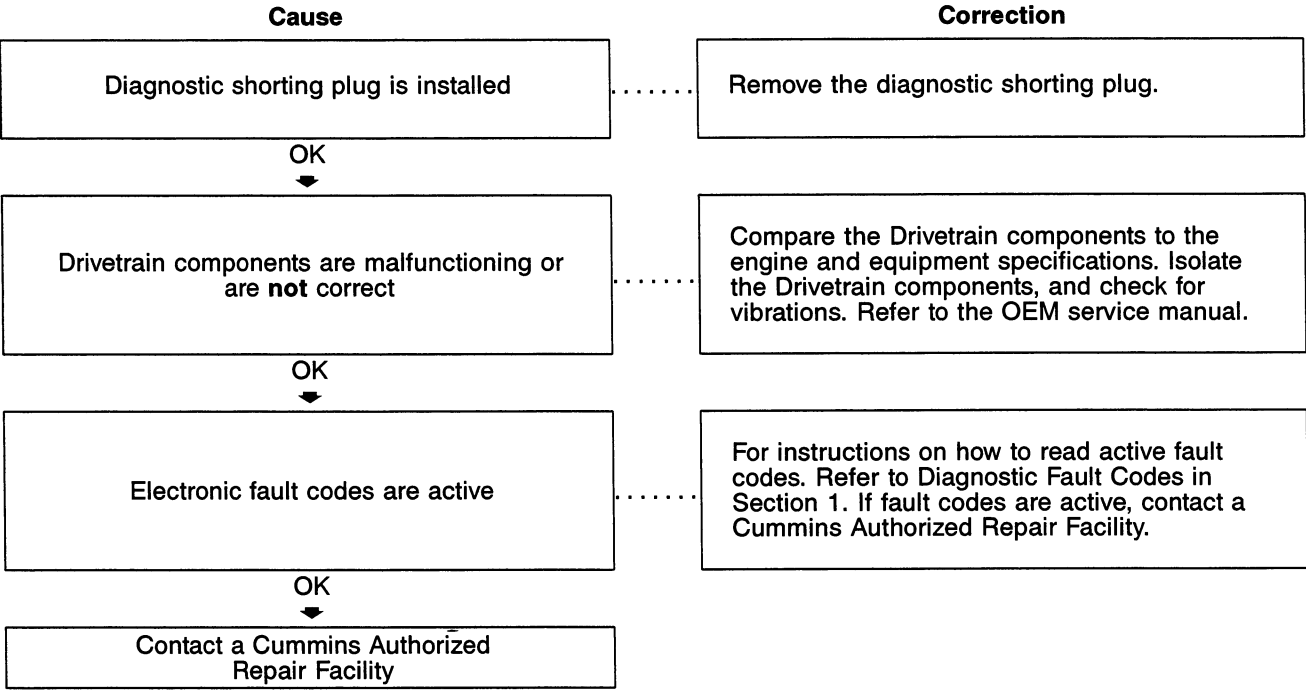 Cause
Correction
Diagnostic shorting plug is installed
Remove the diagnostic shorting plug.
OK
Drivetrain components are malfunctioning or
are not correct
Compare the Drivetrain components to the
engine and equipment specifications. Isolate
the Drivetrain components, and check for
vibrations. Refer to the OEM service manual.
OK
Electronic fault codes are active
For instructions on how to read active fault
codes. Refer to Diagnostic Fault Codes in
Section 1. If fault codes are active, contact a
Cummins Authorized Repair Facility.
OK
Contact a Cummins Authorized
Repair Facility